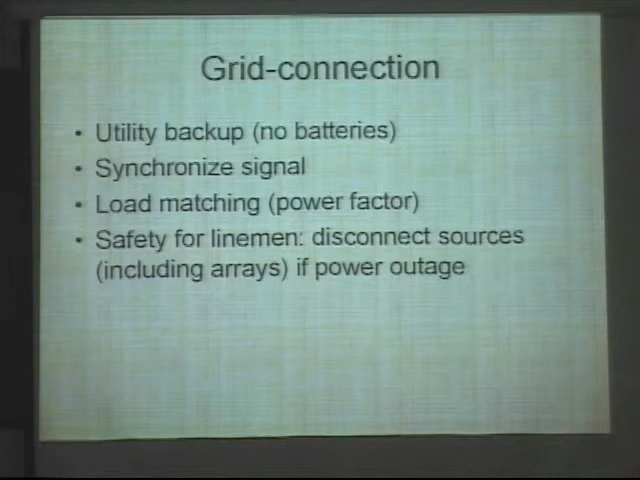 Grid-connection
• Utility backup (no batteries)
• Synchronize signal
• Load matching (power factor)
• Safety for linemen: disconnect sources
(including arrays) if power outage